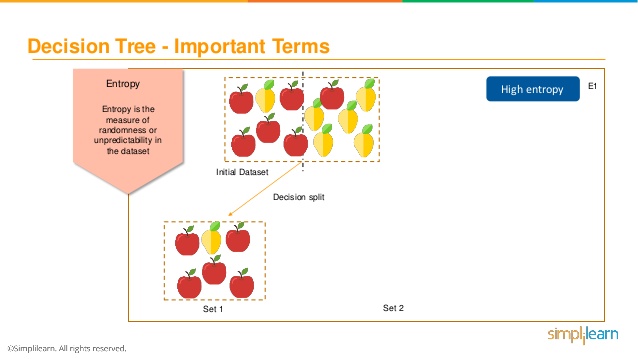 Decision Tree - Important Terms
Entropy
Entropy is the
measure of
randomness or
unpredictability in
the dataset
High entropy
E1
Initial Dataset
Decision split
Set 1
Set 2
©Simplilearn. All rights reserved.
simplilearn